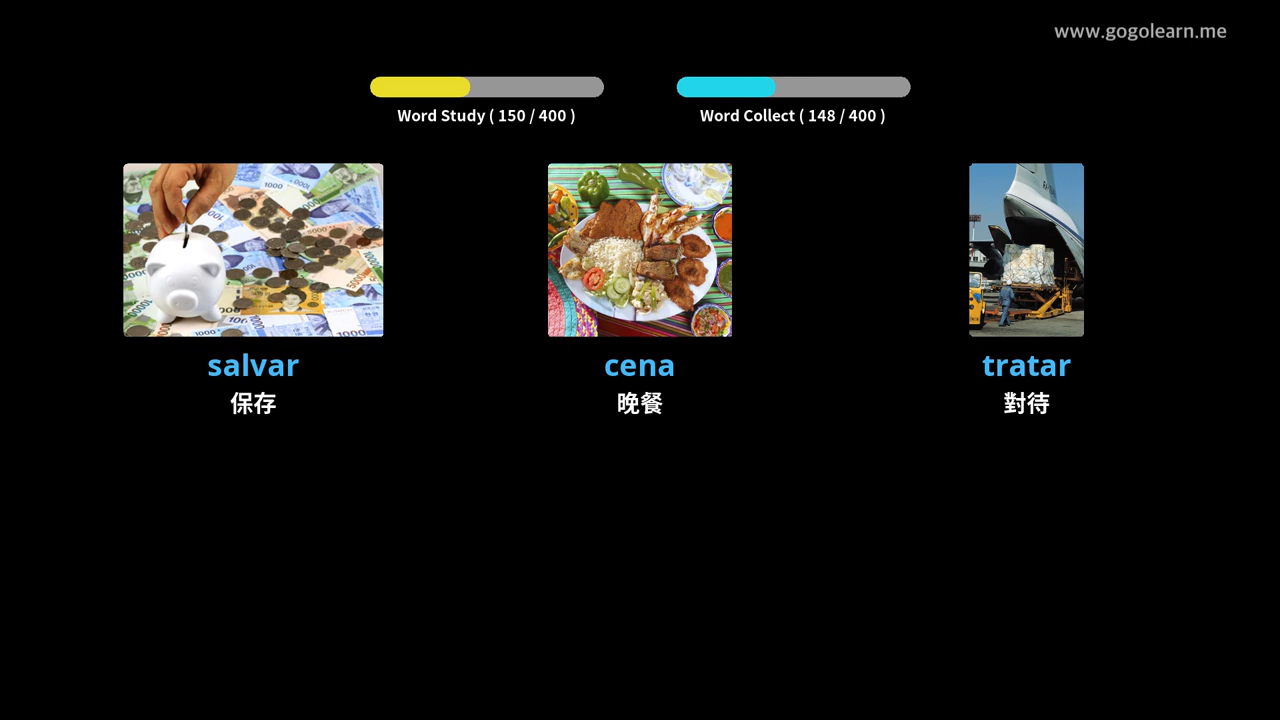 www.gogolearn.me
Word Study ( 150 / 400 )
Word Collect ( 148 / 400 )
salvar
cena
tratar
保存
晚餐
對待